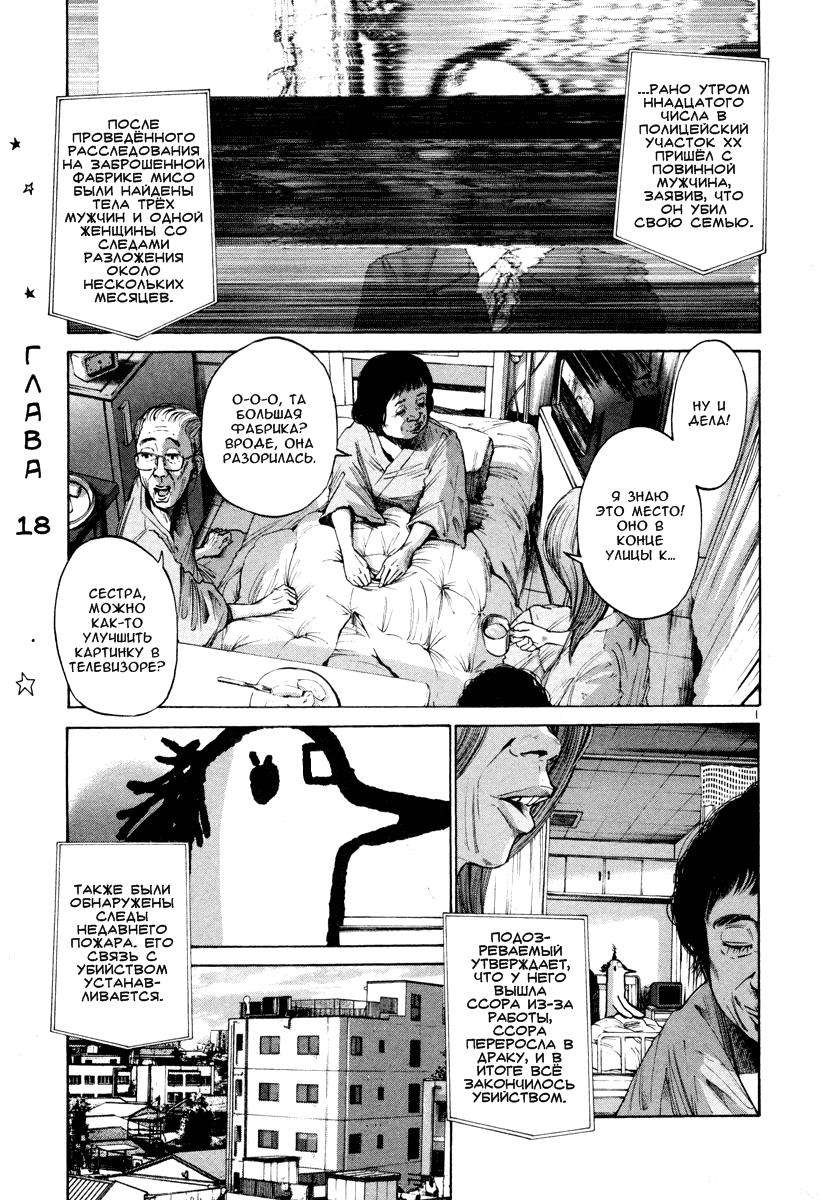 ...РАНО УТРОМ
ННАДЦАТОГО
ЧИСЛА В
ПОЛИЦЕЙСКИЙ
УЧАСТОК XX
ПРИШЁЛ С
ПОВИННОЙ
МУЖЧИНА,
ЗАЯВИВ, ЧТО
ОН УБИЛ
СВОЮ СЕМЬЮ.
ПОСЛЕ
ПРОВЕДЁННОГО
РАССЛЕДОВАНИЯ
НА ЗАБРОШЕННОЙ
ФАБРИКЕ МИСО
БЫЛИ НАЙДЕНЫ
ТЕЛА ТРЁХ
МУЖЧИН И ОДНОЙ
ЖЕНЩИНЫ СО
СЛЕДАМИ
РАЗЛОЖЕНИЯ
ОКОЛО
НЕСКОЛЬКИХ
МЕСЯЦЕВ.
ГЛАВА
18
НУ И
ДЕЛА!
Я ЗНАЮ
ЭТО МЕСТО!
ОНО В
КОНЦЕ
УЛИЦЫ К...
О-О-О, ТА
БОЛЬШАЯ
ФАБРИКА?
ВРОДЕ, ОНА
РАЗОРИЛАСЬ.
СЕСТРА,
МОЖНО
КАК-ТО
УЛУЧШИТЬ
КАРТИНКУ В
ТЕЛЕВИЗОРЕ?
1
ПОДОЗ-
РЕВАЕМЫЙ
УТВЕРЖДАЕТ,
ЧТО У НЕГО
ВЫШЛА
ССОРА ИЗ-ЗА
РАБОТЫ,
ССОРА
ПЕРЕРОСЛА В
ДРАКУ, И В
ИТОГЕ ВСЁ
ЗАКОНЧИЛОСЬ
УБИЙСТВОМ.
ТАКЖЕ БЫЛИ
ОБНАРУЖЕНЫ
СЛЕДЫ
НЕДАВНЕГО
ПОЖАРА. ЕГО
СВЯЗЬ С
УБИЙСТВОМ
УСТАНАВ-
ЛИВАЕТСЯ.